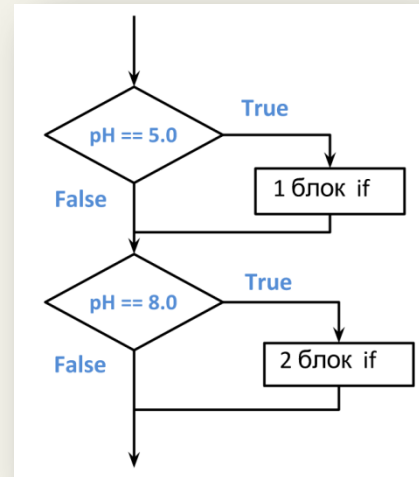 pH == 5.0
True
1 блок if
False
pH == 8.0
True
2 блок if
False